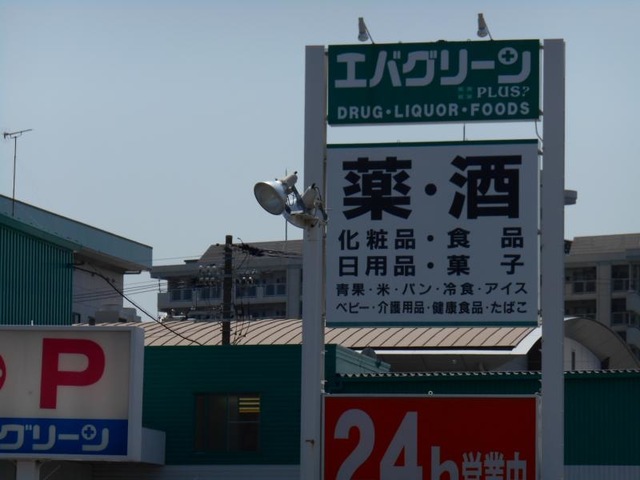 エバグリーン
PLUS?
DRUG・LIQUOR・FOODS
薬・酒
化粧品・食品
日用品・菓子
青果・米・パン・冷食・アイス
ベビー・介護用品・健康食品・たばこ
24h営業中
P
グリーン